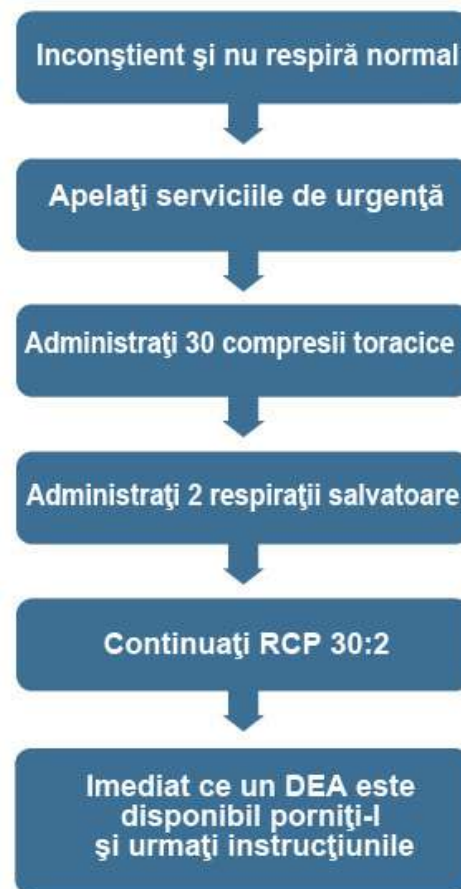 Inconştient şi nu respiră normal
Apelaţi serviciile de urgenţă
Administraţi 30 compresii toracice
Administraţi 2 respiraţii salvatoare
Continuaţi RCP 30:2
Imediat ce un DEA este
disponibil porniţi-l
şi urmaţi instrucţiunile